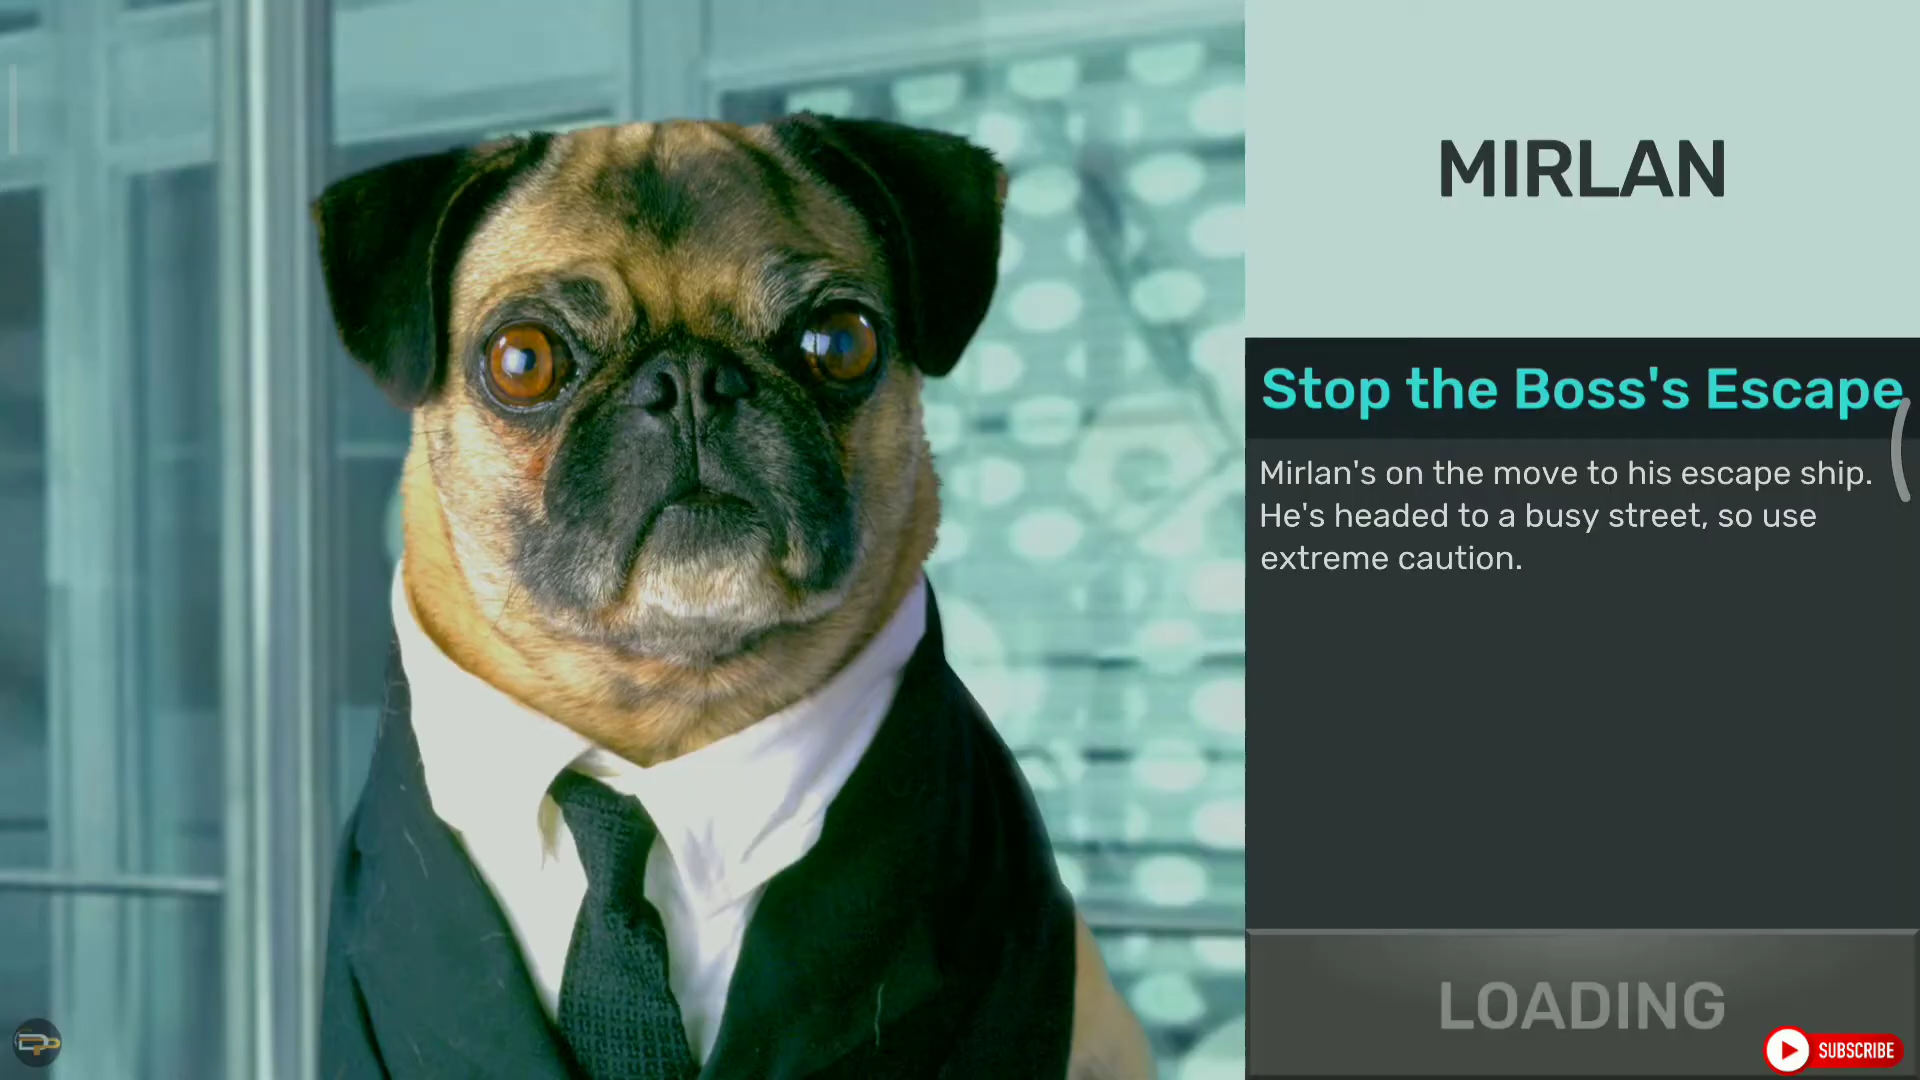 MIRLAN
Stop the Boss's Escape
Mirlan's on the move to his escape ship.
He's headed to a busy street, so use
extreme caution.
LOADING
SUBSCRIBE